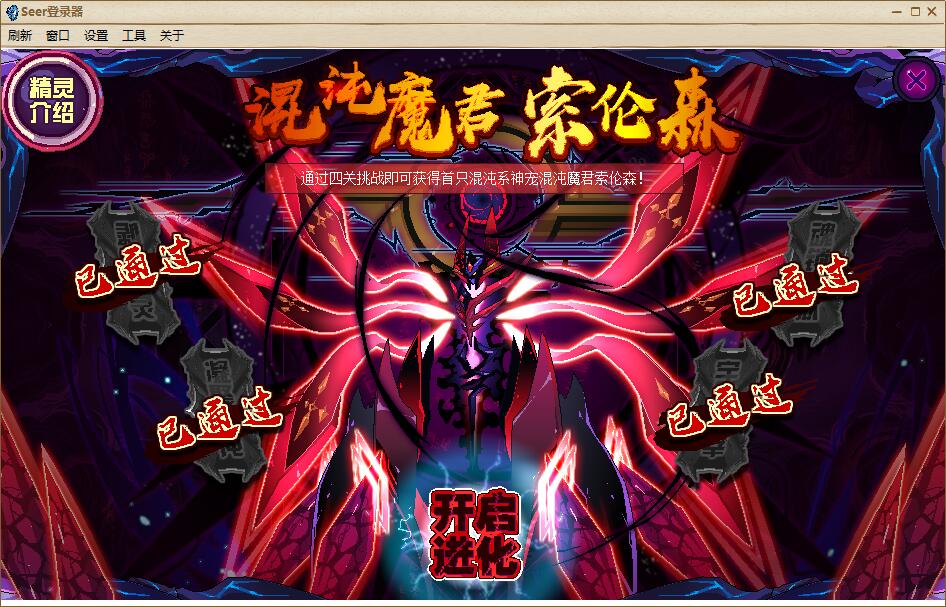 Seer登录器
刷新 窗口 设置 工具 关于
精灵
介绍
混沌魔君索伦森
通过四关挑战即可获得首只混沌系神宠混沌魔君索伦森！
已通过
已通过
已通过
已通过
开启
进化